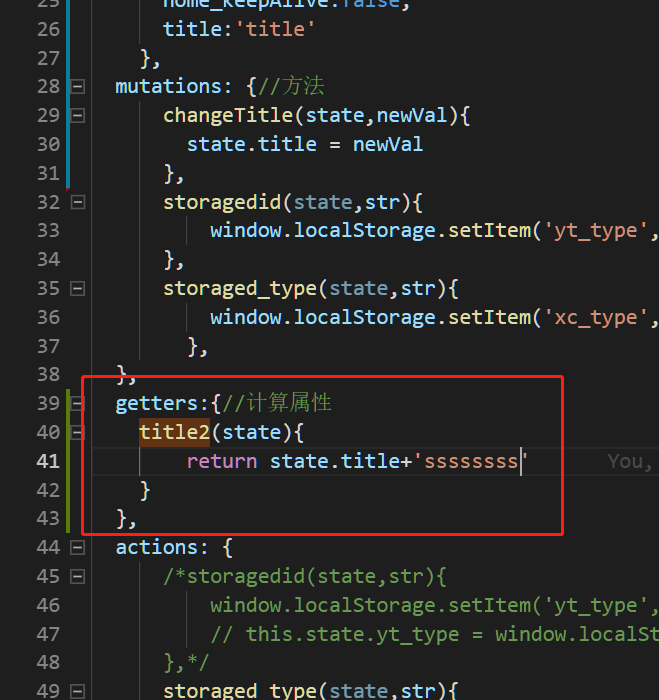 25 home_keepAlive:false,
26 title:'title'
27 },
28 mutations: {//方法
29 changeTitle(state,newVal){
30 state.title = newVal
31 },
32 storagedid(state,str){
33 window.localStorage.setItem('yt_type',
34 },
35 storaged_type(state,str){
36 window.localStorage.setItem('xc_type',
37 },
38 },
39 getters:{//计算属性
40 title2(state){
41 return state.title+'ssssssss' You,
42 }
43 },
44 actions: {
45 /*storagedid(state,str){
46 window.localStorage.setItem('yt_type',
47 // this.state.yt_type = window.localSt
48 },*/
49 storaged_type(state,str){